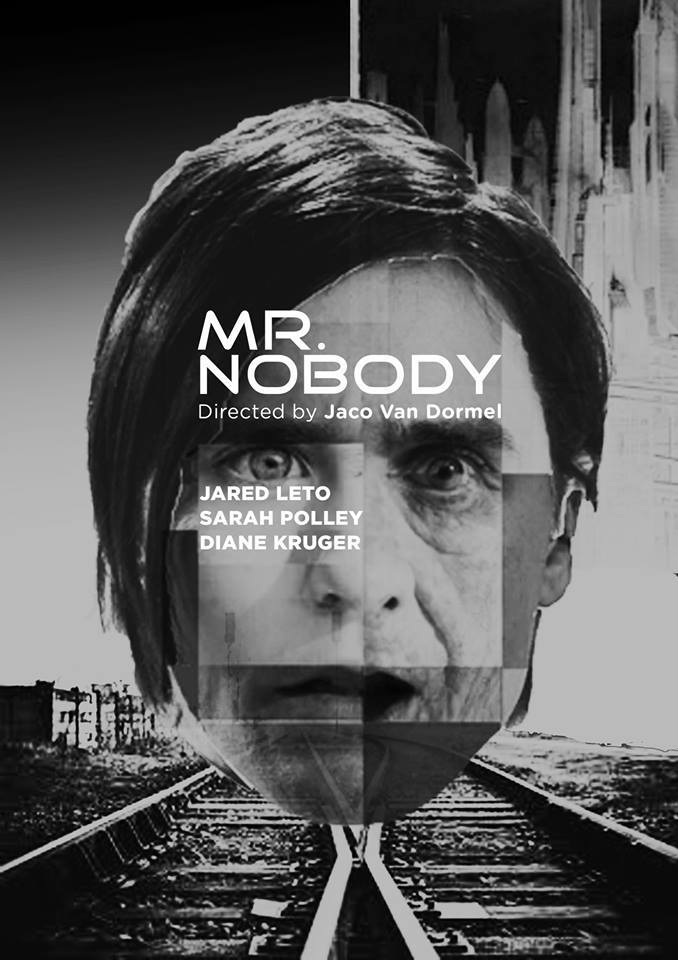 MR.
NOBODY
Directed by Jaco Van Dormel
JARED LETO
SARAH POLLEY
DIANE KRUGER